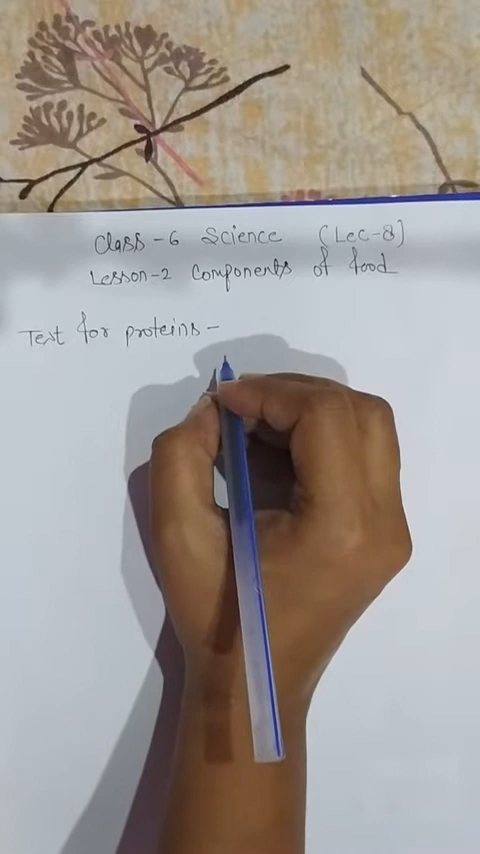 Class - 6 Science (Lec-8)
Lesson-2 Components of food
Test for proteins -